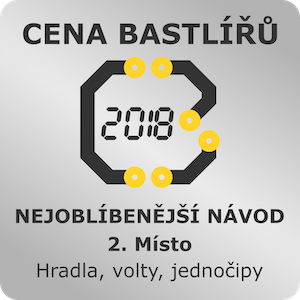 CENA BASTLÍŘŮ
2018
NEJOBLÍBENĚJŠÍ NÁVOD
2. Místo
Hradla, volty, jednočipy